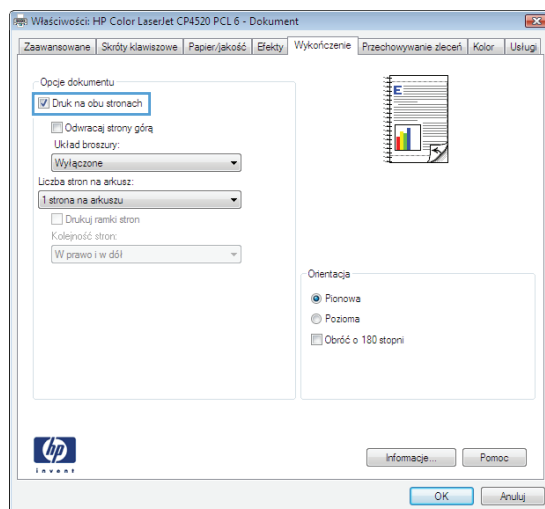 Właściwości: HP Color LaserJet CP4520 PCL 6 - Dokument
Zaawansowane Skróty klawiszowe Papier/jakość Efekty Wykończenie Przechowywanie zleceń Kolor Usługi
Opcje dokumentu
Druk na obu stronach
Odwracaj strony górą
Układ broszury:
Wyłączone
Liczba stron na arkusz:
1 strona na arkuszu
Drukuj ramki stron
Kolejność stron:
W prawo i w dół
E
Orientacja
Pionowa
Pozioma
Obróć o 180 stopni
hp
invent
Informacje... Pomoc
OK Anuluj